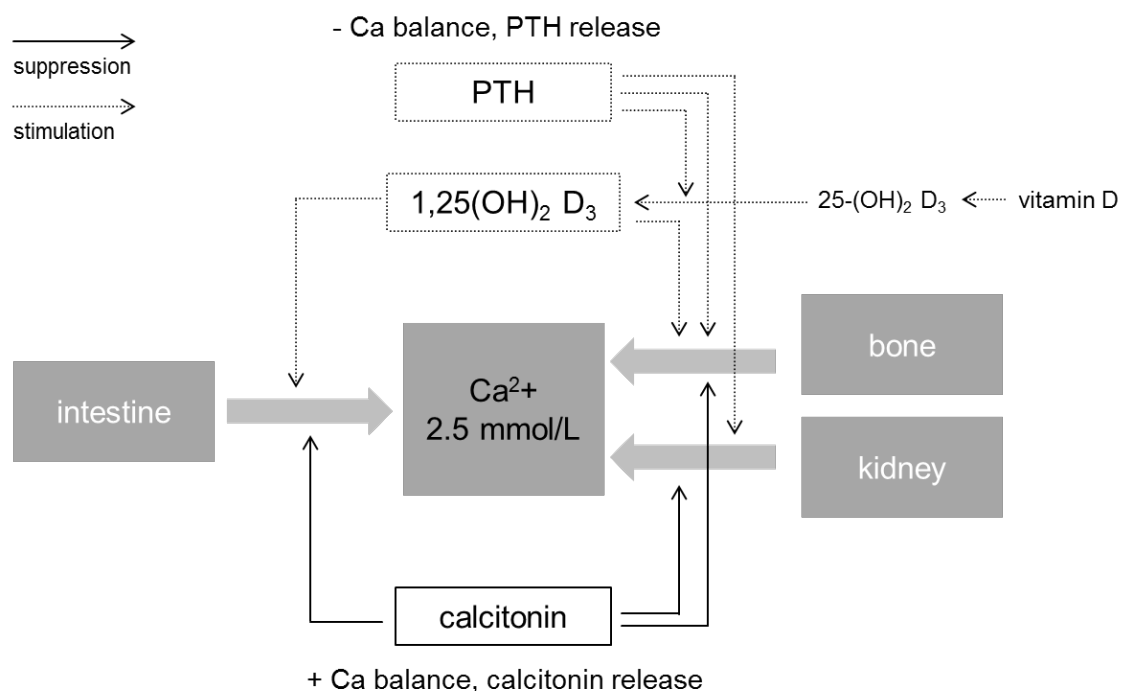 - Ca balance, PTH release
suppression
stimulation
PTH
1,25(OH)₂ D₃
25-(OH)₂ D₃
vitamin D
intestine
Ca²+
2.5 mmol/L
bone
kidney
calcitonin
+ Ca balance, calcitonin release